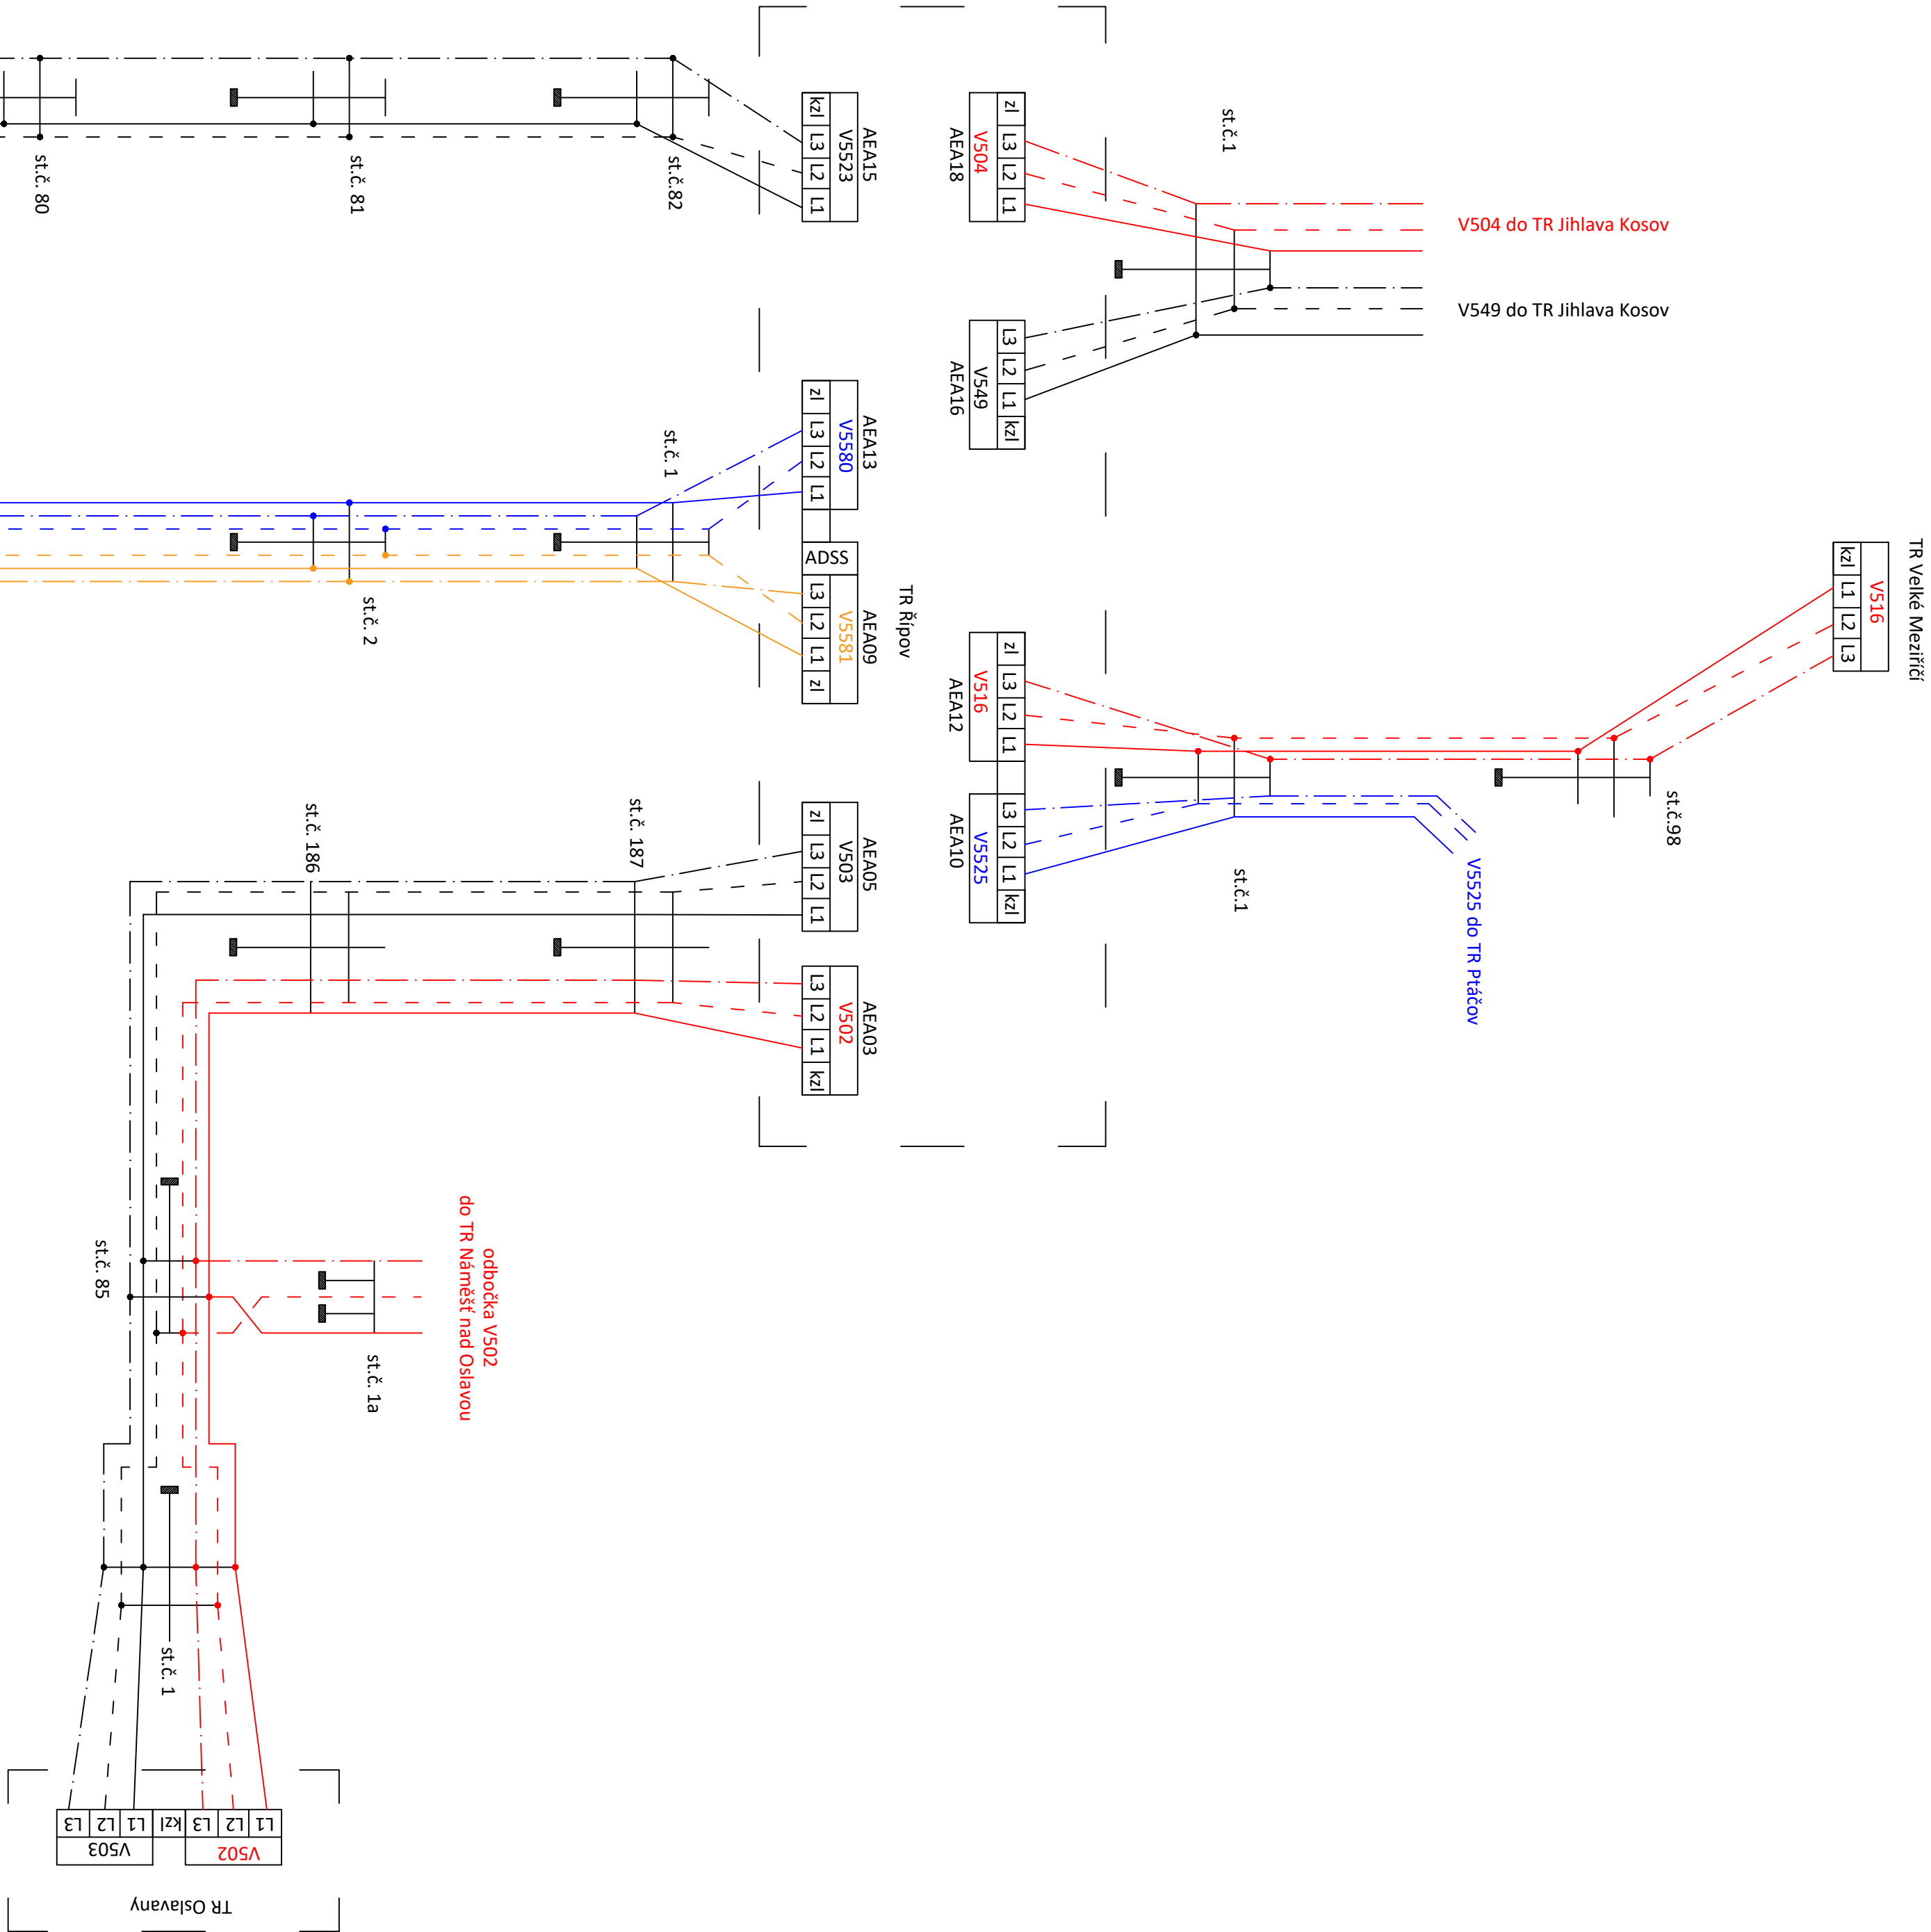 V504 do TR Jihlava Kosov
V549 do TR Jihlava Kosov
st.č.1
zl L3 L2 L1
V504
AEA18
L3 L2 L1 kzl
V549
AEA16
AEA15
V5523
kzl L3 L2 L1
st.č.82
st.č. 81
st.č. 80
AEA13
V5580
zl L3 L2 L1
ADSS
AEA09
V5581
L3 L2 L1 zl
TR Řípov
st.č. 1
st.č. 2
TR Velké Meziříčí
V516
kzl L1 L2 L3
st.č.98
zl L3 L2 L1
V516
AEA12
L3 L2 L1 kzl
V5525
AEA10
st.č.1
V5525 do TR Ptáčov
AEA05
V503
zl L3 L2 L1
AEA03
V502
L3 L2 L1 kzl
st.č. 187
st.č. 186
odbočka V502
do TR Náměšť nad Oslavou
st.č. 1a
st.č. 85
st.č. 1
L1 L2 L3 kzl L1 L2 L3
V502 V503
TR Oslavany